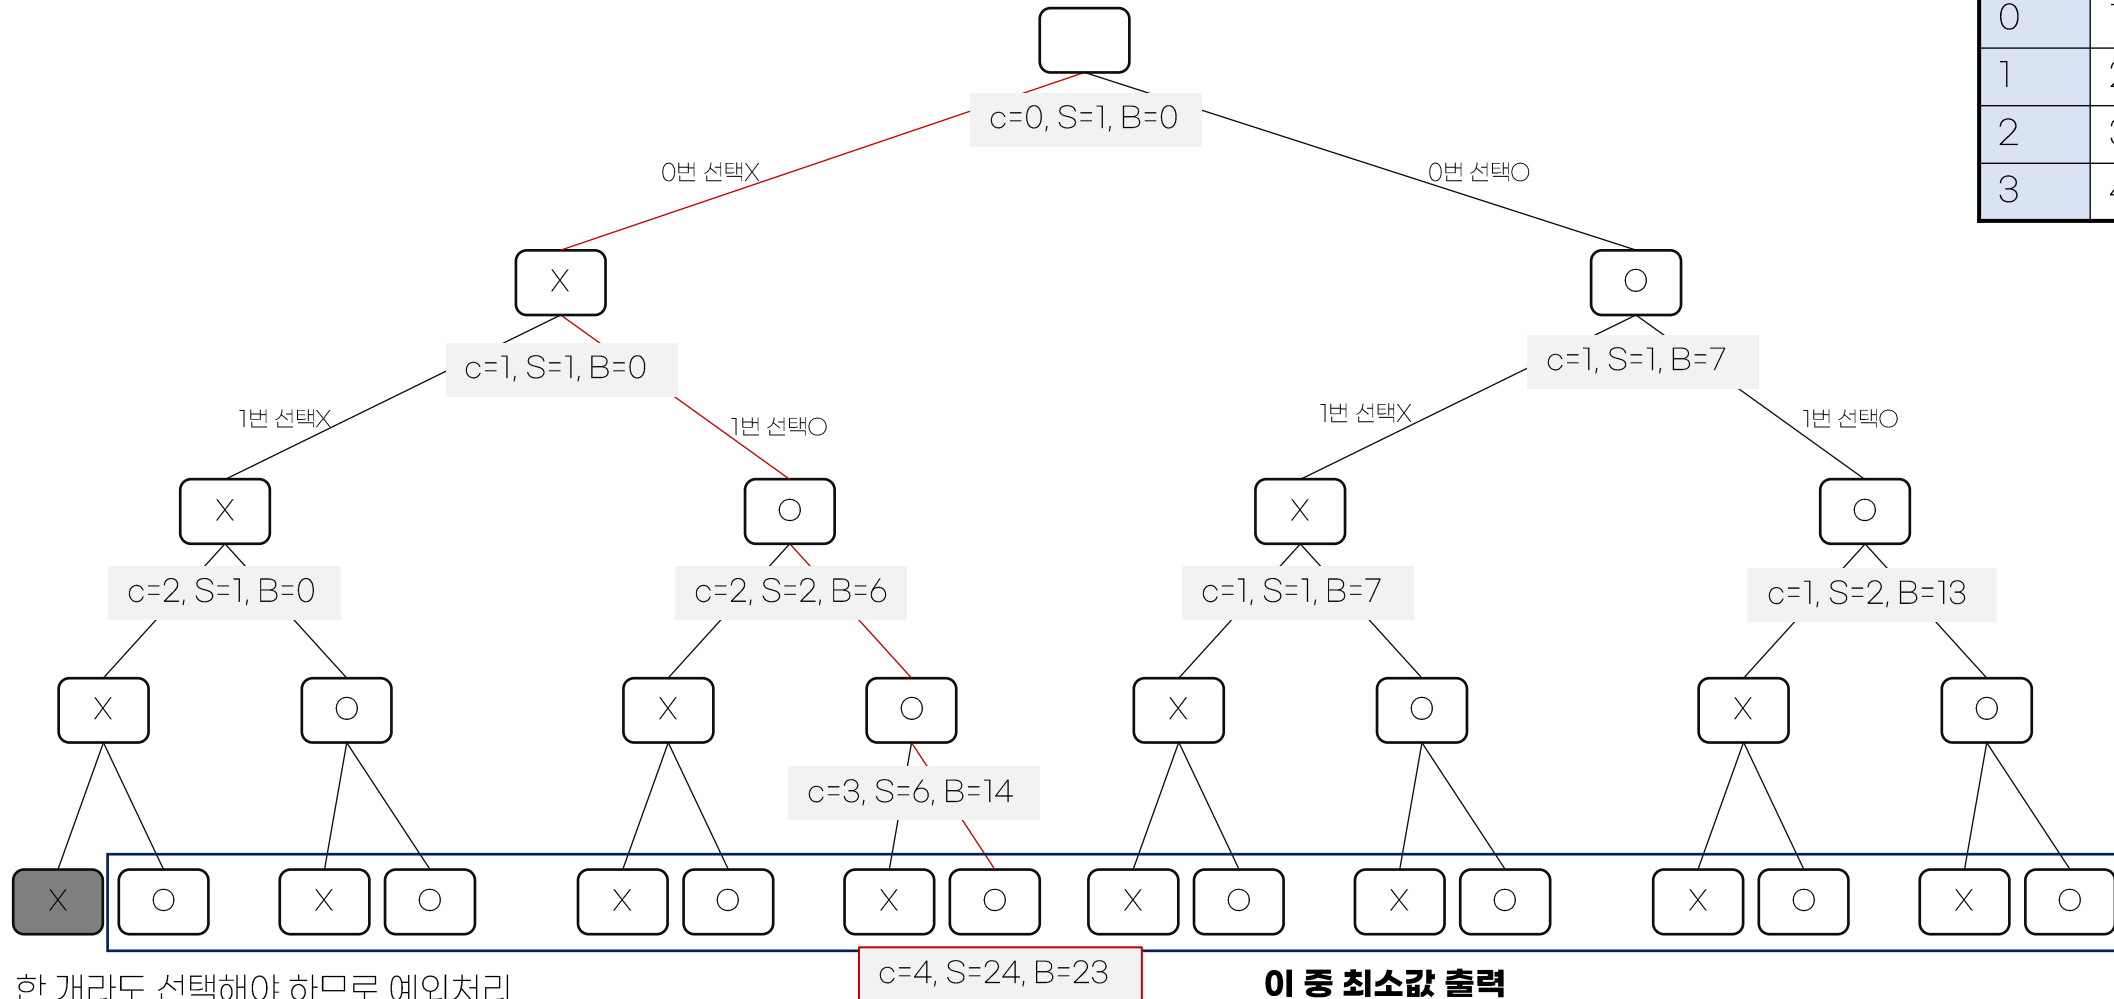 0
1
2
3
c=0, S=1, B=0
0번 선택X
0번 선택O
X
O
c=1, S=1, B=0
c=1, S=1, B=7
1번 선택X
1번 선택O
1번 선택X
1번 선택O
X
O
X
O
c=2, S=1, B=0
c=2, S=2, B=6
c=1, S=1, B=7
c=1, S=2, B=13
X
O
X
O
X
O
X
O
c=3, S=6, B=14
X
O
X
O
X
O
X
O
X
O
X
O
X
O
X
O
한 개라도 선택해야 하므로 예외처리
c=4, S=24, B=23
이 중 최소값 출력